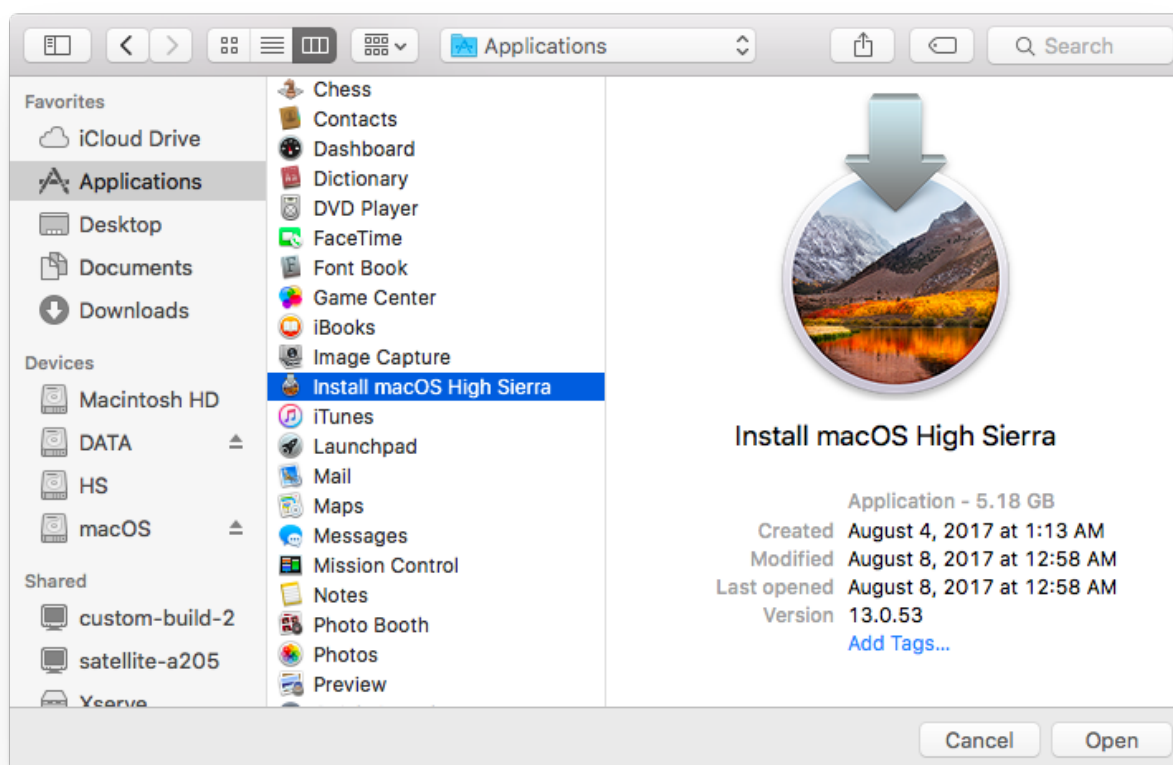 Applications
Search
Favorites
iCloud Drive
Applications
Desktop
Documents
Downloads
Devices
Macintosh HD
DATA
HS
macOS
Shared
custom-build-2
satellite-a205
Xserve
Chess
Contacts
Dashboard
Dictionary
DVD Player
FaceTime
Font Book
Game Center
iBooks
Image Capture
Install macOS High Sierra
iTunes
Launchpad
Mail
Maps
Messages
Mission Control
Notes
Photo Booth
Photos
Preview
Install macOS High Sierra
Application - 5.18 GB
Created August 4, 2017 at 1:13 AM
Modified August 8, 2017 at 12:58 AM
Last opened August 8, 2017 at 12:58 AM
Version 13.0.53
Add Tags...
Cancel
Open